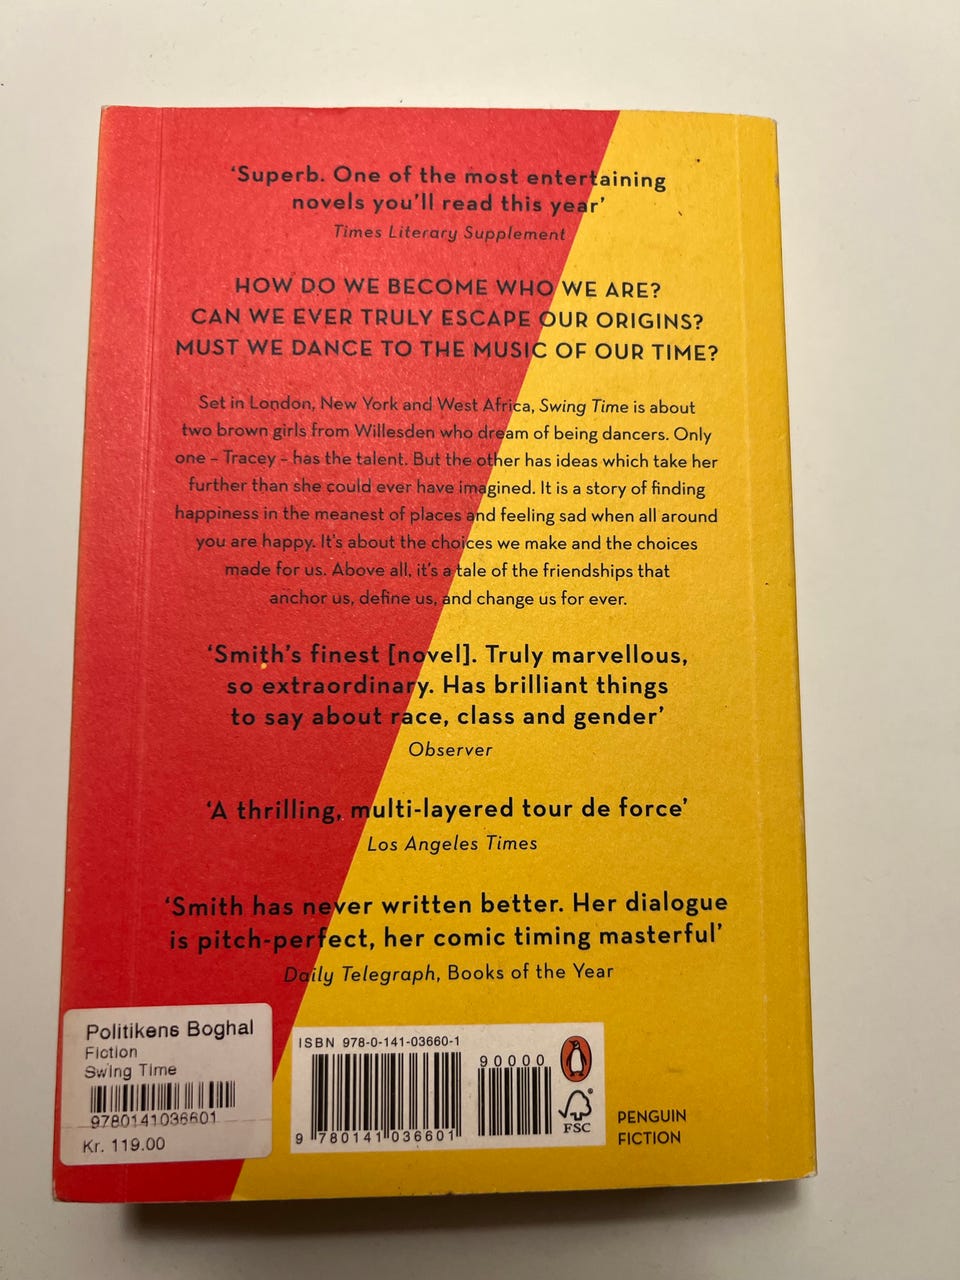 ‘Superb. One of the most entertaining
novels you’ll read this year’
Times Literary Supplement
HOW DO WE BECOME WHO WE ARE?
CAN WE EVER TRULY ESCAPE OUR ORIGINS?
MUST WE DANCE TO THE MUSIC OF OUR TIME?
Set in London, New York and West Africa, Swing Time is about
two brown girls from Willesden who dream of being dancers. Only
one – Tracey – has the talent. But the other has ideas which take her
further than she could ever have imagined. It is a story of finding
happiness in the meanest of places and feeling sad when all around
you are happy. It’s about the choices we make and the choices
made for us. Above all, it’s a tale of the friendships that
anchor us, define us, and change us for ever.
‘Smith’s finest [novel]. Truly marvellous,
so extraordinary. Has brilliant things
to say about race, class and gender’
Observer
‘A thrilling, multi-layered tour de force’
Los Angeles Times
‘Smith has never written better. Her dialogue
is pitch-perfect, her comic timing masterful’
Daily Telegraph, Books of the Year
Politikens Boghal
Fiction
Swing Time
9780141036601
Kr. 119.00
ISBN 978-0-141-03660-1
90000
9 780141 036601
FSC
PENGUIN
FICTION